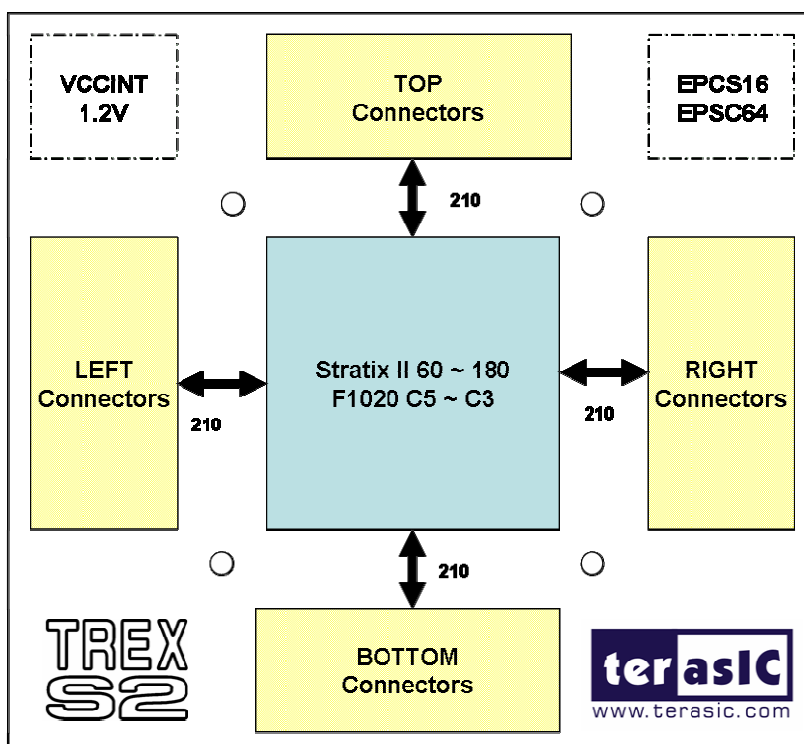 VCCINT
1.2V
TOP
Connectors
EPCS16
EPSC64
210
LEFT
Connectors
210
Stratix II 60 ~ 180
F1020 C5 ~ C3
210
RIGHT
Connectors
210
BOTTOM
Connectors
TREX
S2
terasIC
www.terasic.com